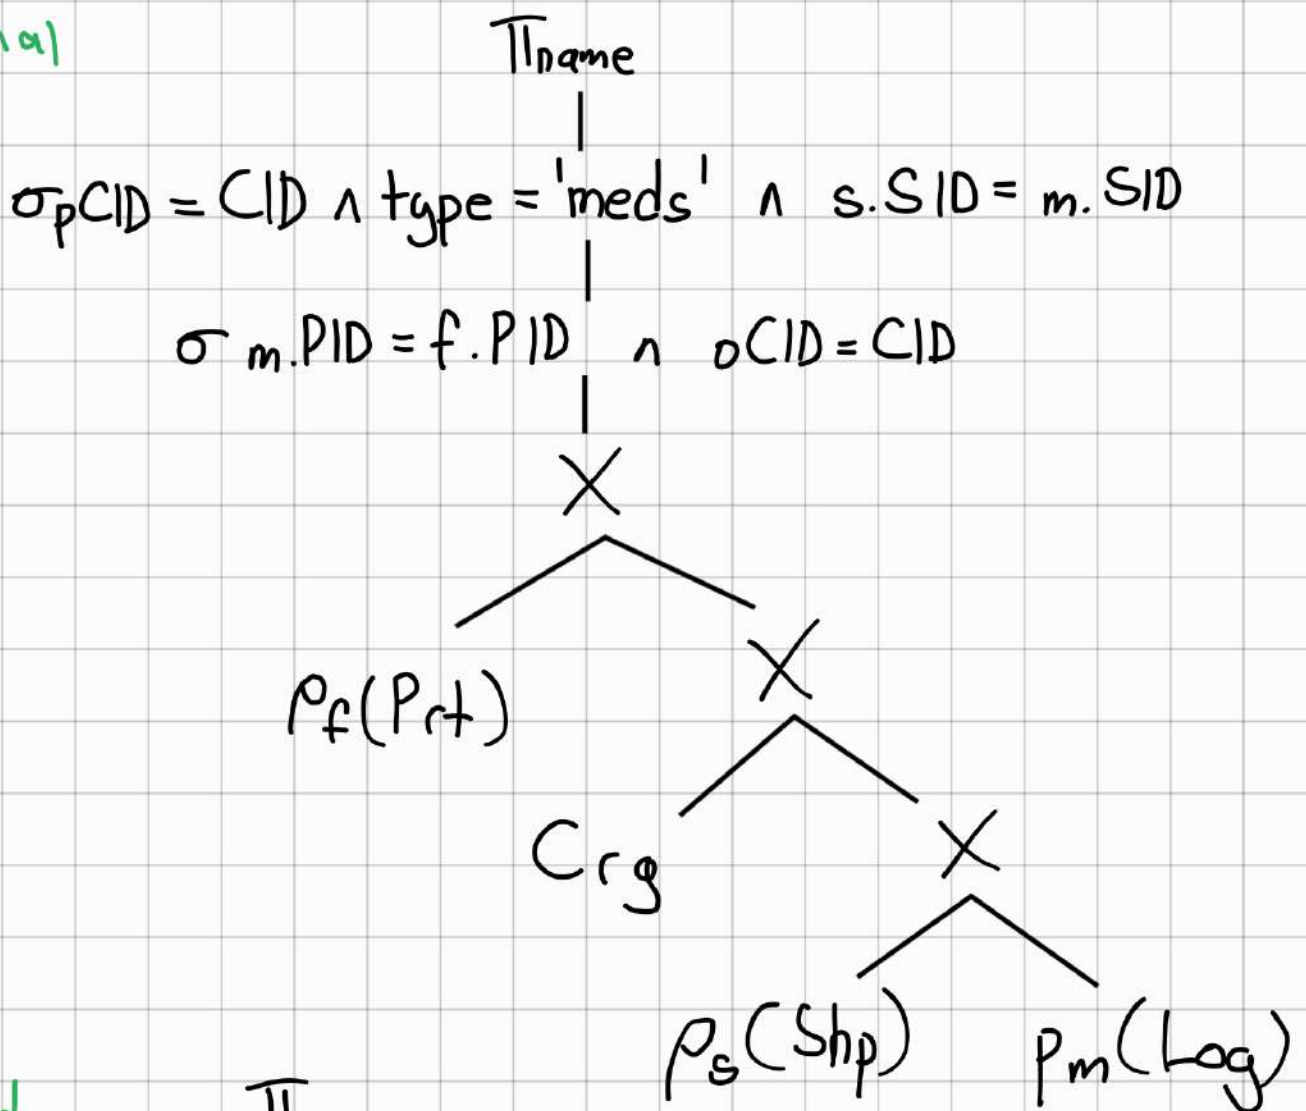 a)
πname
σpCID = CID ∧ type = 'meds' ∧ s.SID = m.SID
σ m.PID = f.PID ∧ oCID = CID
X
X
ρf(Prt)
Crg
X
ρs(Shp) ρm(Log)
π